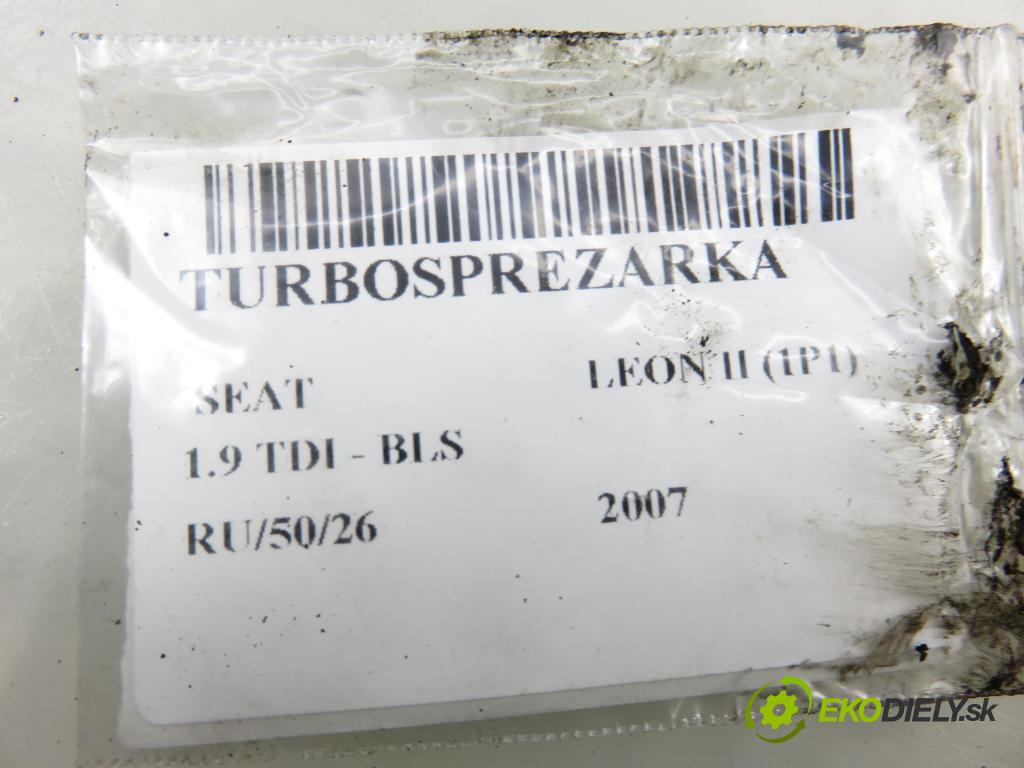 TURBOSPREZARKA
SEAT LEON II (1P1)
1.9 TDI - BLS
RU/50/26 2007
EKODIELY.sk